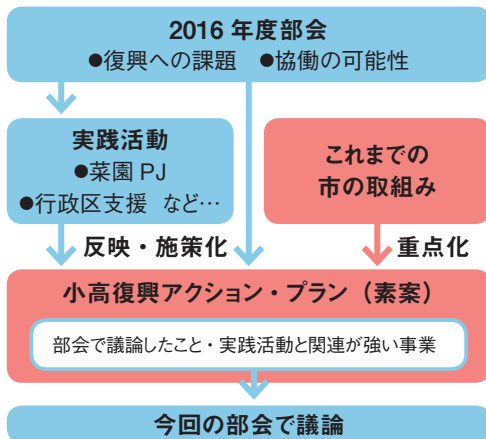 2016 年度部会
●復興への課題 ●協働の可能性
実践活動
●菜園 PJ
●行政区支援 など…
これまでの
市の取組み
反映・施策化
重点化
小高復興アクション・プラン（素案）
部会で議論したこと・実践活動と関連が強い事業
今回の部会で議論